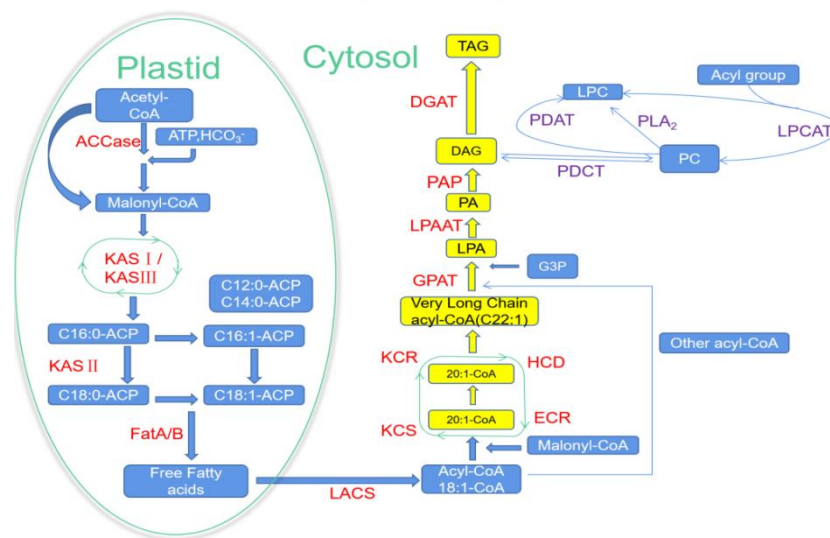 Plastid
Cytosol
Acetyl-
CoA
ACCase
ATP,HCO₃⁻
Malonyl-CoA
KAS Ⅰ /
KASⅢ
C12:0-ACP
C14:0-ACP
C16:0-ACP
C16:1-ACP
KAS Ⅱ
C18:0-ACP
C18:1-ACP
FatA/B
Free Fatty
acids
LACS
TAG
DGAT
DAG
PAP
PA
LPAAT
LPA
GPAT
G3P
Very Long Chain
acyl-CoA(C22:1)
KCR
HCD
20:1-CoA
20:1-CoA
KCS
ECR
Malonyl-CoA
Acyl-CoA
18:1-CoA
Other acyl-CoA
Acyl group
LPC
PDAT
PLA₂
LPCAT
PC
PDCT